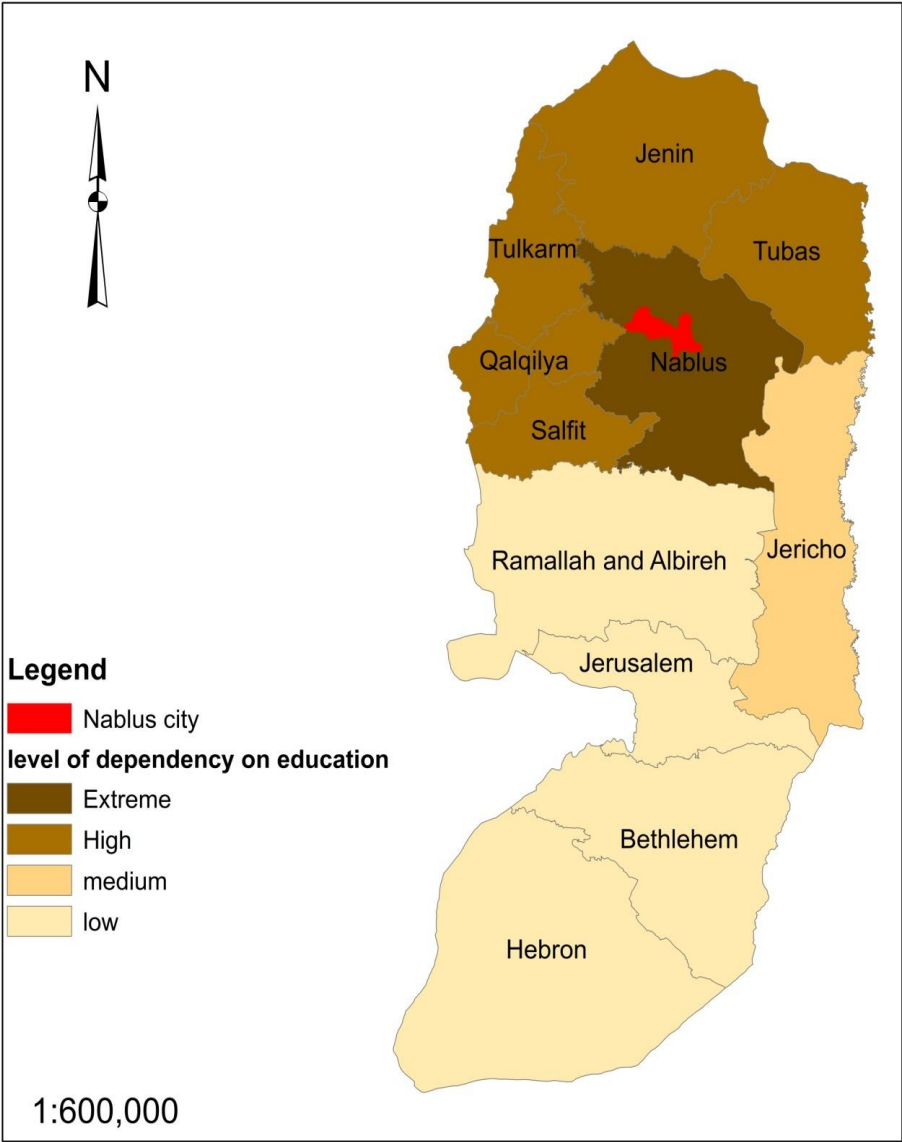 N
Jenin
Tulkarm
Tubas
Qalqilya
Nablus
Salfit
Ramallah and Albireh
Jericho
Jerusalem
Bethlehem
Hebron
Legend
Nablus city
level of dependency on education
Extreme
High
medium
low
1:600,000